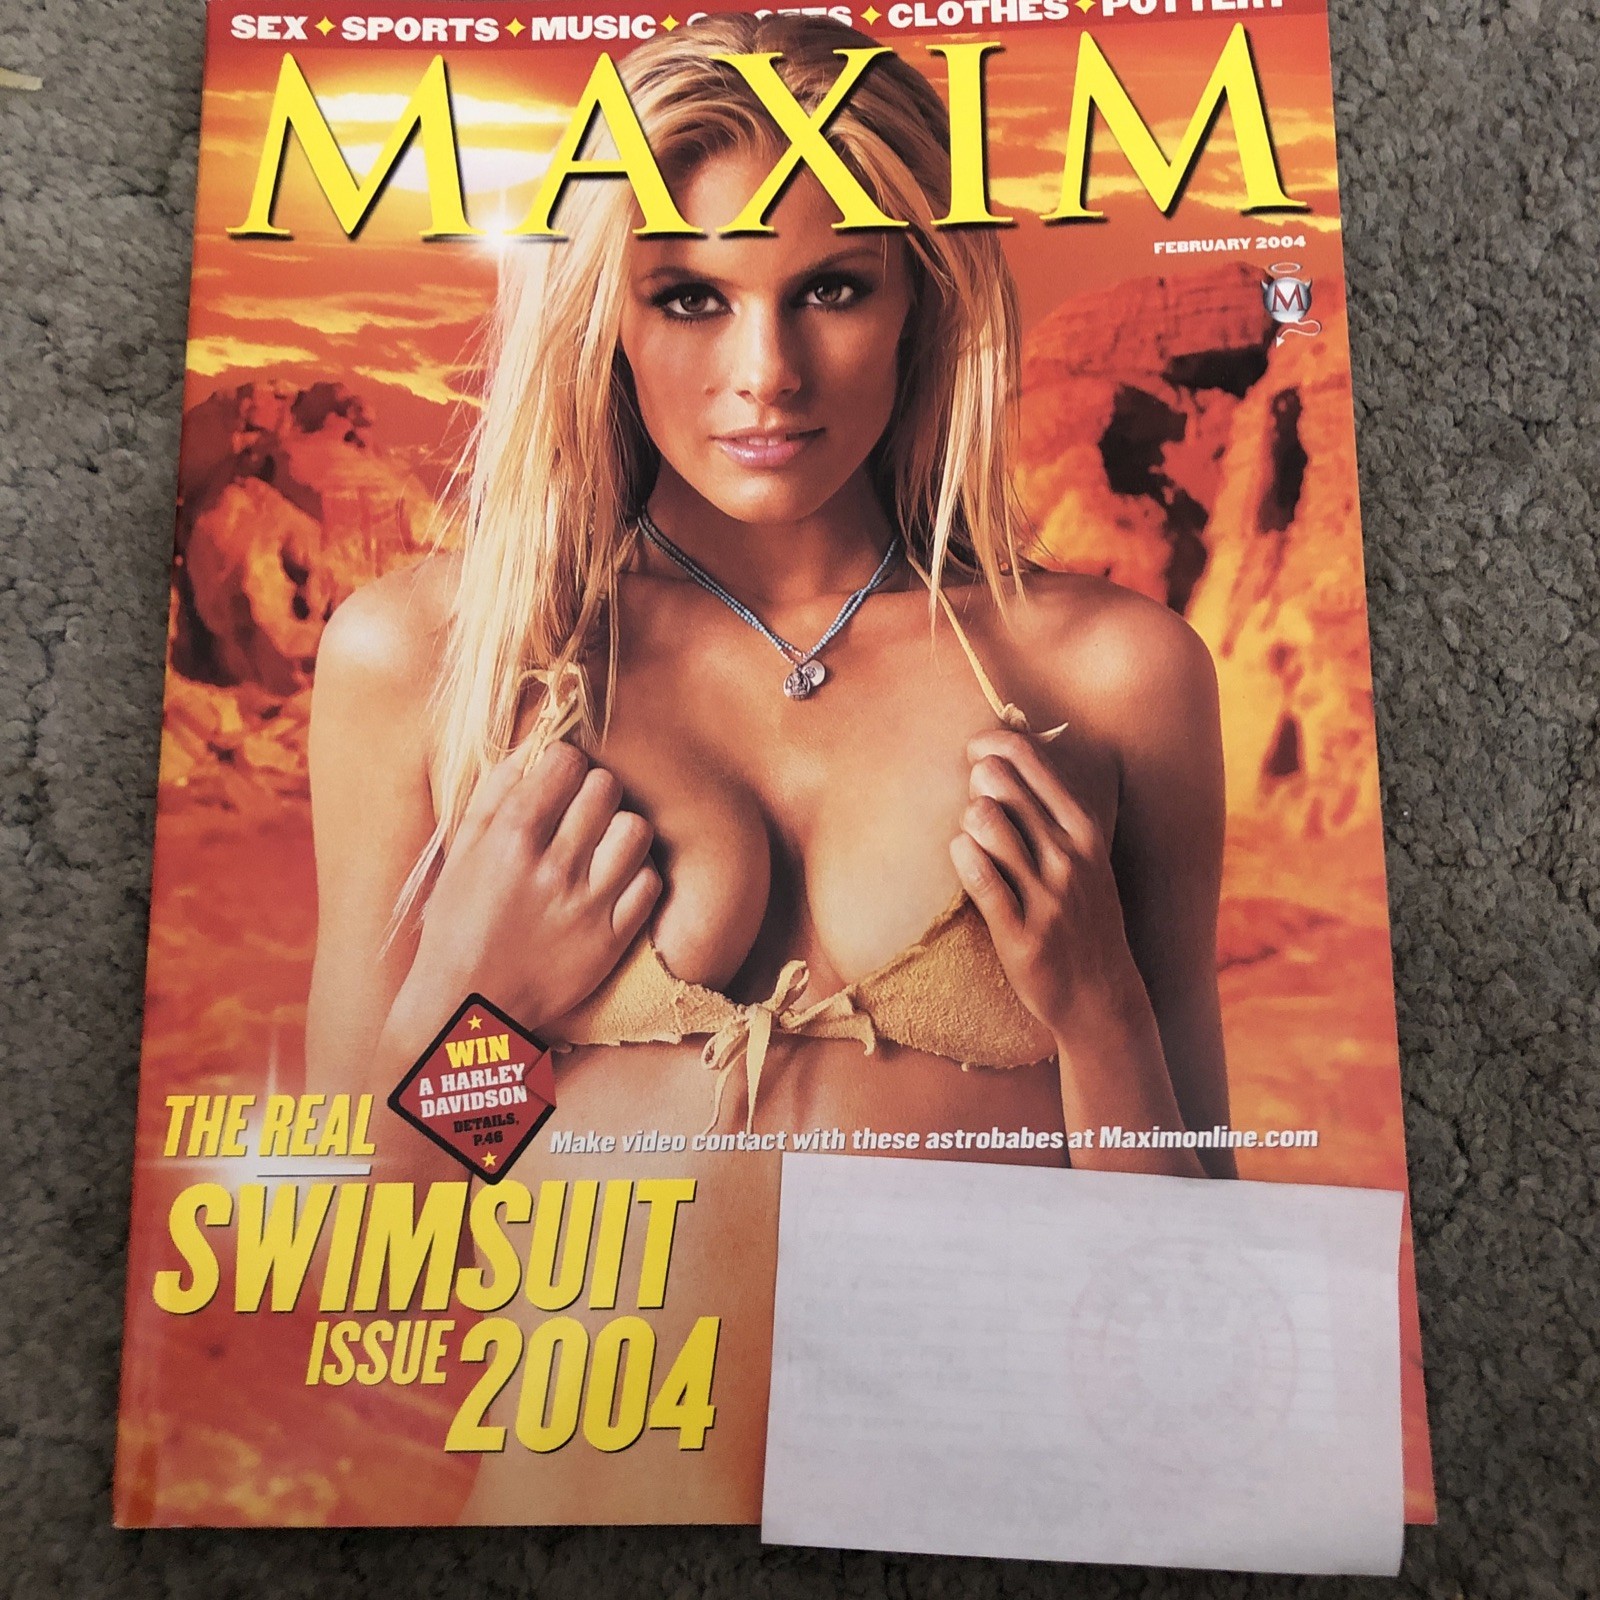 SEX ✦ SPORTS ✦ MUSIC ✦ CLOTHES ✦ POTTERY
MAXIM
FEBRUARY 2004
M
WIN
A HARLEY
DAVIDSON
DETAILS,
P.46
Make video contact with these astrobabes at Maximonline.com
THE REAL
SWIMSUIT
ISSUE 2004